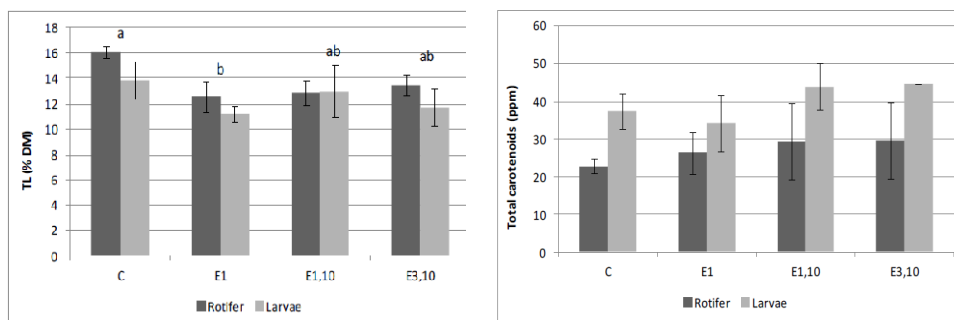 TL (% DM)
18
16
14
12
10
8
6
4
2
0
a
b
ab
ab
C E1 E1,10 E3,10
Rotifer Larvae
Total carotenoids (ppm)
60
50
40
30
20
10
0
C E1 E1,10 E3,10
Rotifer Larvae